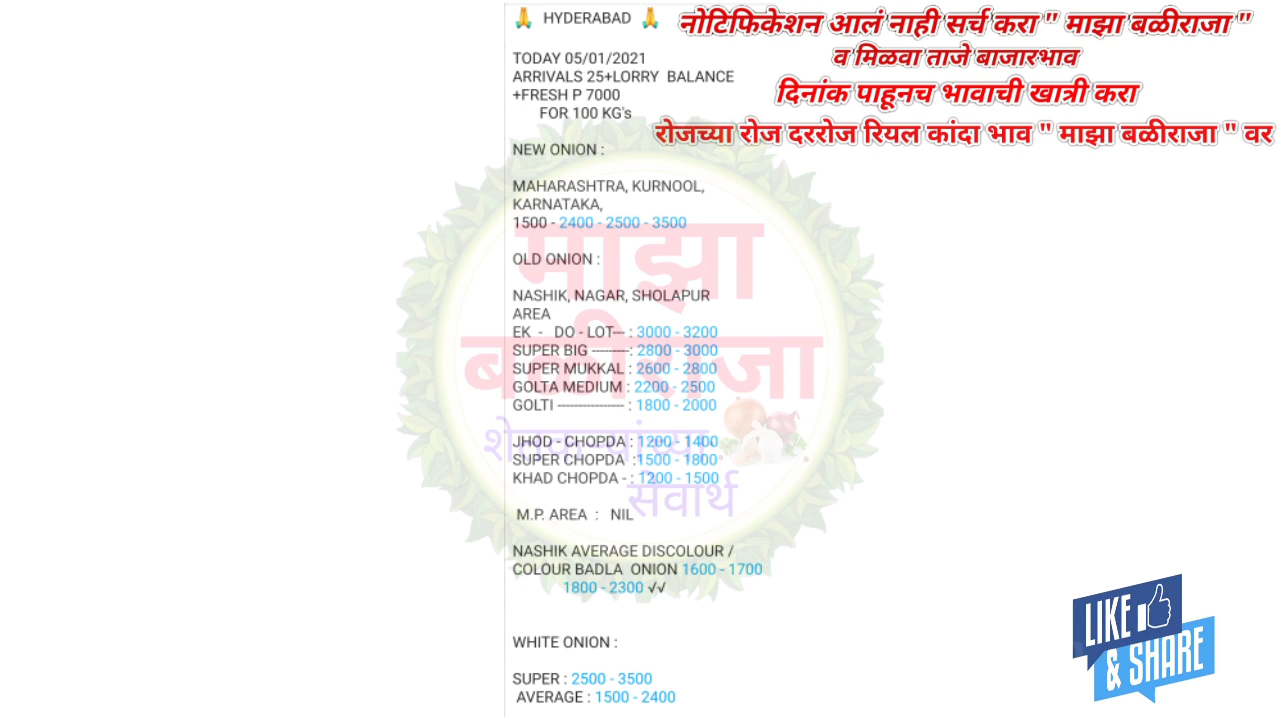 🙏 HYDERABAD 🙏
TODAY 05/01/2021
ARRIVALS 25+LORRY BALANCE
+FRESH P 7000
FOR 100 KG's
NEW ONION :
MAHARASHTRA, KURNOOL,
KARNATAKA,
1500 - 2400 - 2500 - 3500
OLD ONION :
NASHIK, NAGAR, SHOLAPUR
AREA
EK - DO - LOT--- : 3000 - 3200
SUPER BIG ---------: 2800 - 3000
SUPER MUKKAL : 2600 - 2800
GOLTA MEDIUM : 2200 - 2500
GOLTI ---------------- : 1800 - 2000
JHOD - CHOPDA : 1200 - 1400
SUPER CHOPDA :1500 - 1800
KHAD CHOPDA - : 1200 - 1500
M.P. AREA : NIL
NASHIK AVERAGE DISCOLOUR /
COLOUR BADLA ONION 1600 - 1700
1800 - 2300 √√
WHITE ONION :
SUPER : 2500 - 3500
AVERAGE : 1500 - 2400
नोटिफिकेशन आलं नाही सर्च करा " माझा बळीराजा "
व मिळवा ताजे बाजारभाव
दिनांक पाहूनच भावाची खात्री करा
रोजच्या रोज दररोज रियल कांदा भाव " माझा बळीराजा " वर
माझा
बळीराजा
शेतकऱ्यांच्या
सेवार्थ
LIKE
& SHARE